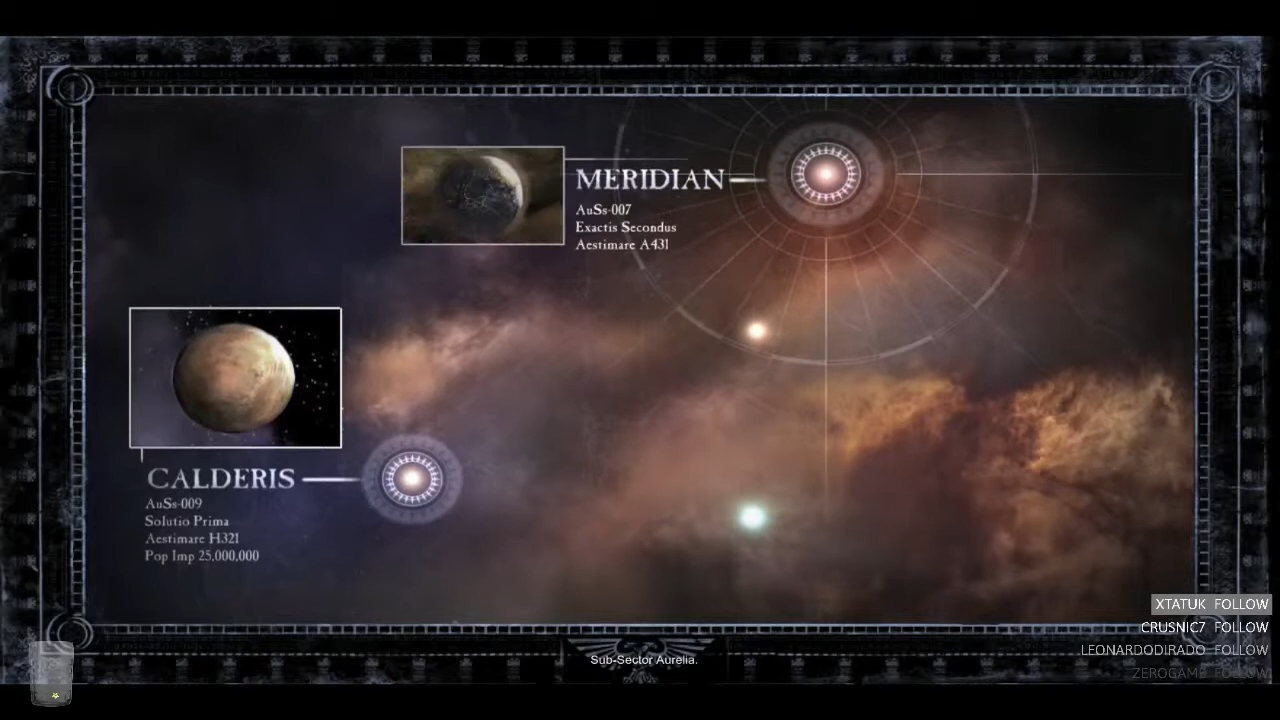 MERIDIAN
AuSs-007
Exactis Secondus
Aestimare A431
CALDERIS
AuSs-009
Solutio Prima
Aestimare H321
Pop Imp 25,000,000
XTATUK FOLLOW
CRUSNIC7 FOLLOW
LEONARDODIRADO FOLLOW
ZEROGAME FOLLOW
Sub-Sector Aurelia.